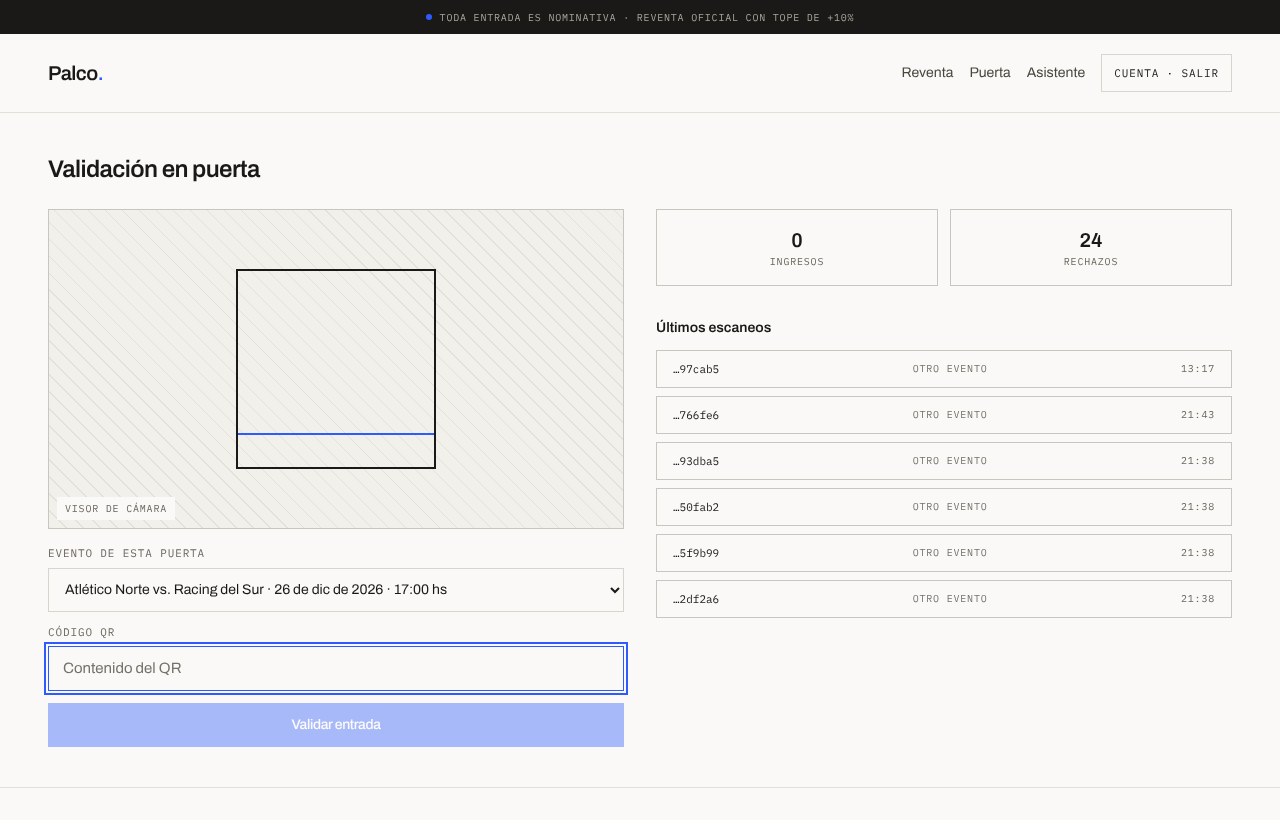 TODA ENTRADA ES NOMINATIVA · REVENTA OFICIAL CON TOPE DE +10%
Palco.
Reventa
Puerta
Asistente
CUENTA · SALIR
Validación en puerta
VISOR DE CÁMARA
EVENTO DE ESTA PUERTA
Atlético Norte vs. Racing del Sur · 26 de dic de 2026 · 17:00 hs
CÓDIGO QR
Contenido del QR
Validar entrada
0
INGRESOS
24
RECHAZOS
Últimos escaneos
…97cab5 OTRO EVENTO 13:17
…766fe6 OTRO EVENTO 21:43
…93dba5 OTRO EVENTO 21:38
…50fab2 OTRO EVENTO 21:38
…5f9b99 OTRO EVENTO 21:38
…2df2a6 OTRO EVENTO 21:38